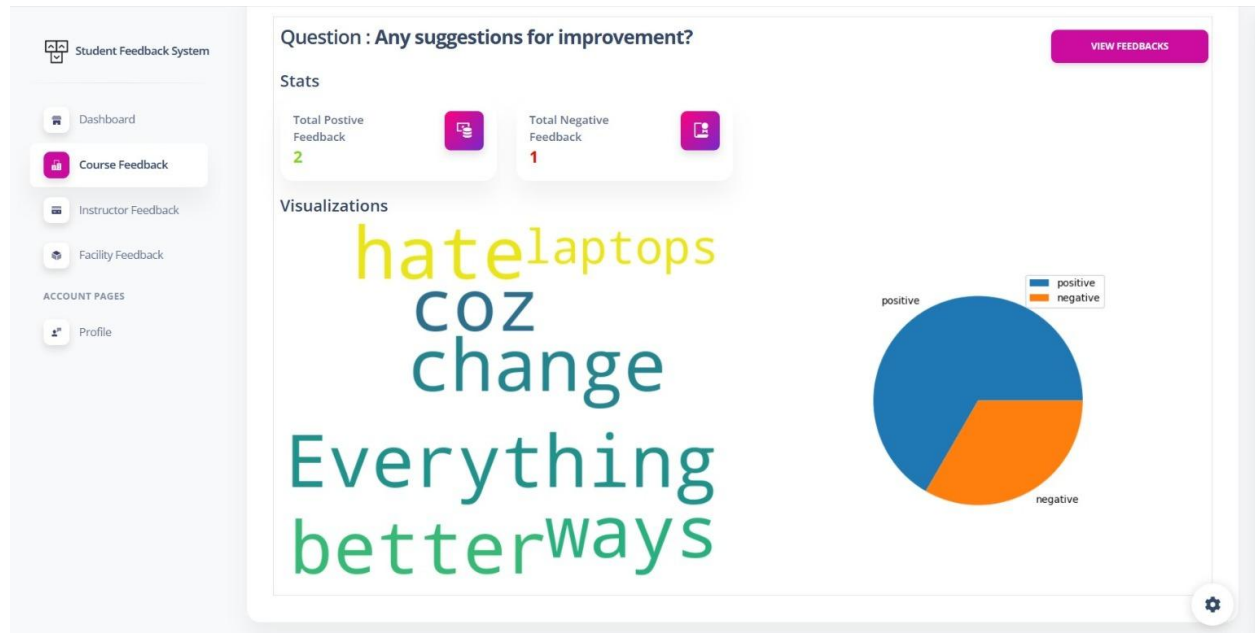 Student Feedback System
Dashboard
Course Feedback
Instructor Feedback
Facility Feedback
ACCOUNT PAGES
Profile
Question : Any suggestions for improvement?
VIEW FEEDBACKS
Stats
Total Postive
Feedback
2
Total Negative
Feedback
1
Visualizations
hate laptops
coz
change
Everything
better ways
positive
negative
positive
negative